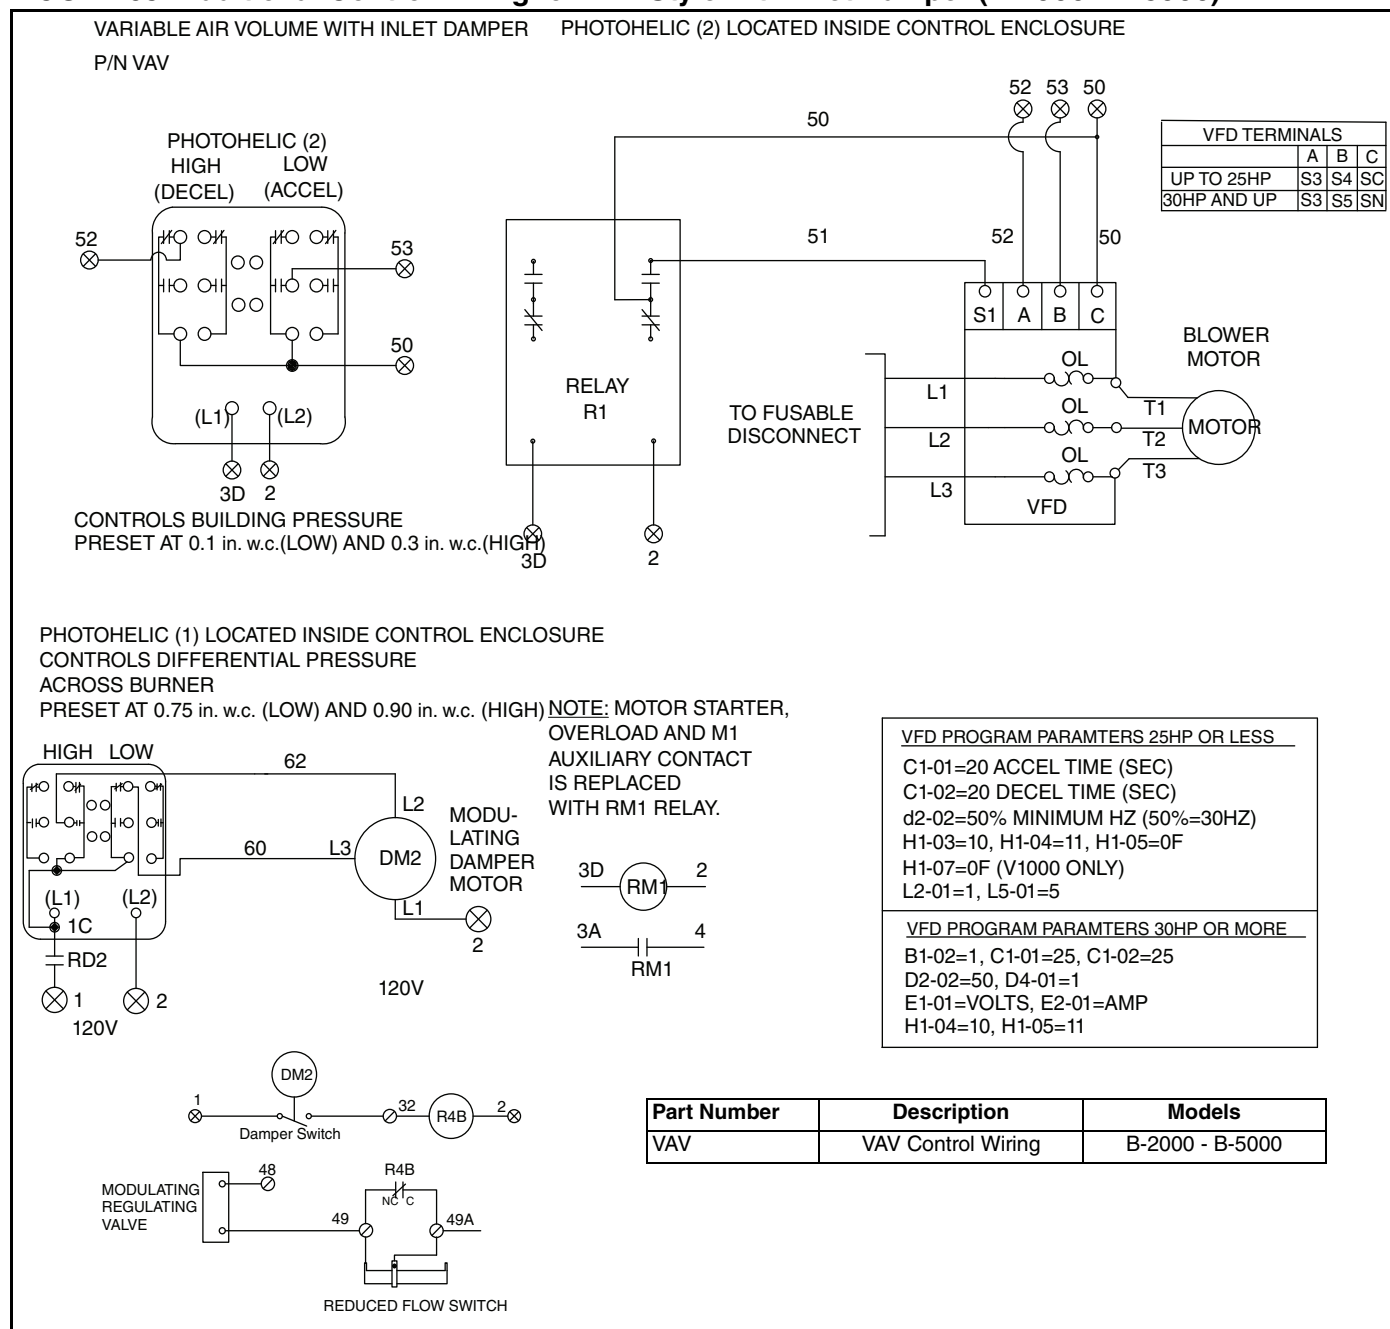 VARIABLE AIR VOLUME WITH INLET DAMPER
PHOTOHELIC (2) LOCATED INSIDE CONTROL ENCLOSURE
P/N VAV
PHOTOHELIC (2)
HIGH
(DECEL)
LOW
(ACCEL)
52
53
50
(L1)
(L2)
3D
2
CONTROLS BUILDING PRESSURE
PRESET AT 0.1 in. w.c.(LOW) AND 0.3 in. w.c.(HIGH)
50
51
RELAY
R1
3D
2
52
53
50
52
50
S1
A
B
C
VFD TERMINALS
A B C
UP TO 25HP S3 S4 SC
30HP AND UP S3 S5 SN
TO FUSABLE
DISCONNECT
L1
L2
L3
OL
OL
OL
VFD
T1
T2
T3
BLOWER
MOTOR
MOTOR
PHOTOHELIC (1) LOCATED INSIDE CONTROL ENCLOSURE
CONTROLS DIFFERENTIAL PRESSURE
ACROSS BURNER
PRESET AT 0.75 in. w.c. (LOW) AND 0.90 in. w.c. (HIGH)
HIGH LOW
62
60
L2
L3
DM2
L1
2
MODU-
LATING
DAMPER
MOTOR
(L1)
(L2)
1C
RD2
1
2
120V
120V
NOTE: MOTOR STARTER,
OVERLOAD AND M1
AUXILIARY CONTACT
IS REPLACED
WITH RM1 RELAY.
3D
RM1
2
3A
4
RM1
VFD PROGRAM PARAMTERS 25HP OR LESS
C1-01=20 ACCEL TIME (SEC)
C1-02=20 DECEL TIME (SEC)
d2-02=50% MINIMUM HZ (50%=30HZ)
H1-03=10, H1-04=11, H1-05=0F
H1-07=0F (V1000 ONLY)
L2-01=1, L5-01=5
VFD PROGRAM PARAMTERS 30HP OR MORE
B1-02=1, C1-01=25, C1-02=25
D2-02=50, D4-01=1
E1-01=VOLTS, E2-01=AMP
H1-04=10, H1-05=11
DM2
1
Damper Switch
32
R4B
2
MODULATING
REGULATING
VALVE
48
49
R4B
NC C
49A
REDUCED FLOW SWITCH
Part Number Description Models
VAV VAV Control Wiring B-2000 - B-5000